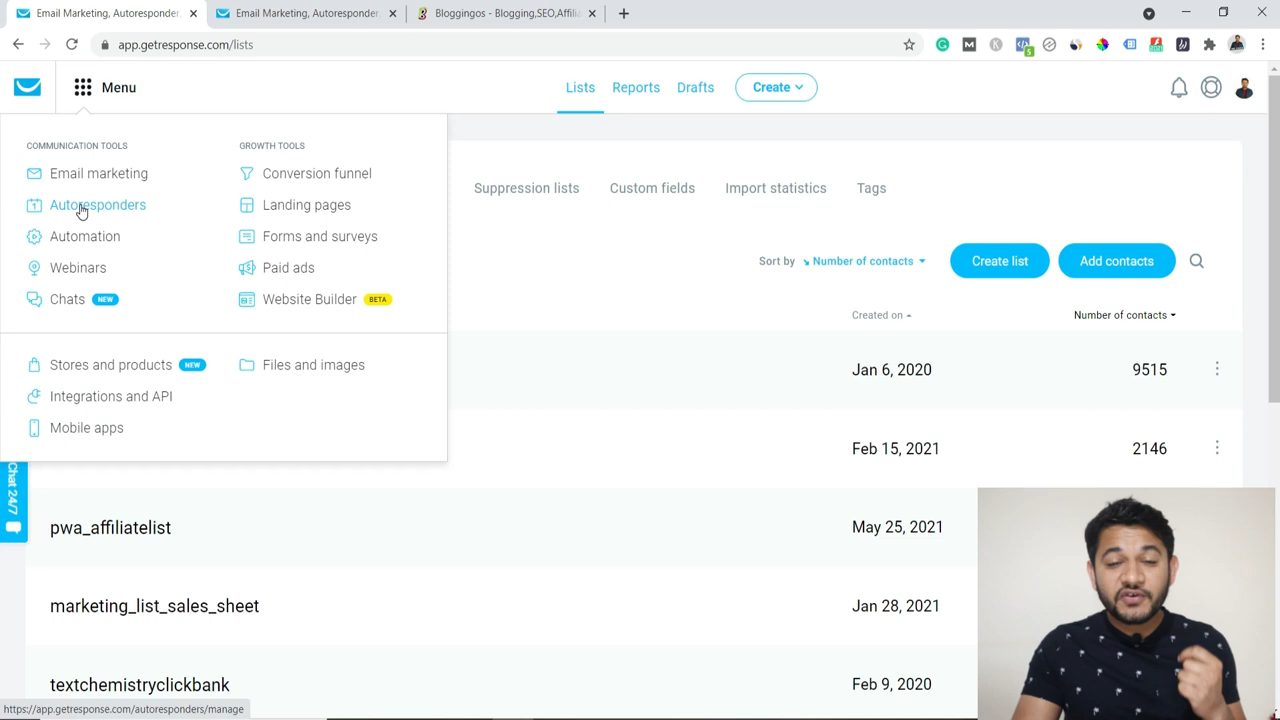 Email Marketing, Autoresponder
Email Marketing, Autoresponder
Bloggingos - Blogging,SEO,Affili
app.getresponse.com/lists
5
Menu
Lists
Reports
Drafts
Create
COMMUNICATION TOOLS
Email marketing
Autoresponders
Automation
Webinars
Chats NEW
GROWTH TOOLS
Conversion funnel
Landing pages
Forms and surveys
Paid ads
Website Builder BETA
Stores and products NEW
Integrations and API
Mobile apps
Files and images
Suppression lists
Custom fields
Import statistics
Tags
Sort by Number of contacts
Create list
Add contacts
Created on
Number of contacts
Jan 6, 2020
9515
Feb 15, 2021
2146
pwa_affiliatelist
May 25, 2021
marketing_list_sales_sheet
Jan 28, 2021
textchemistryclickbank
Feb 9, 2020
Chat 24/7
https://app.getresponse.com/autoresponders/manage